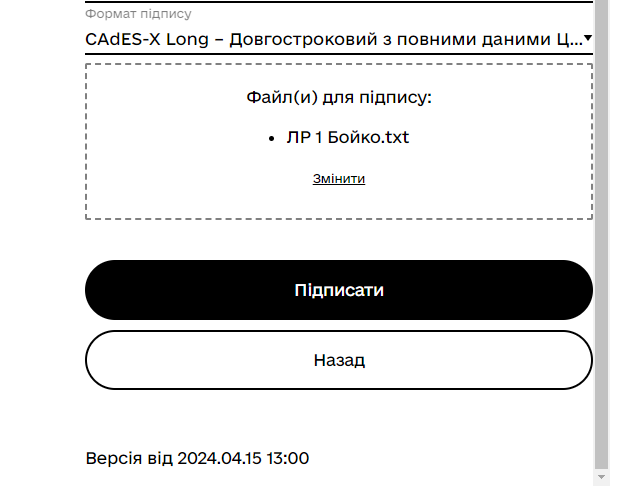 Формат підпису
CAdES-X Long – Довгостроковий з повними даними Ц...
Файл(и) для підпису:
• ЛР 1 Бойко.txt
Змінити
Підписати
Назад
Версія від 2024.04.15 13:00